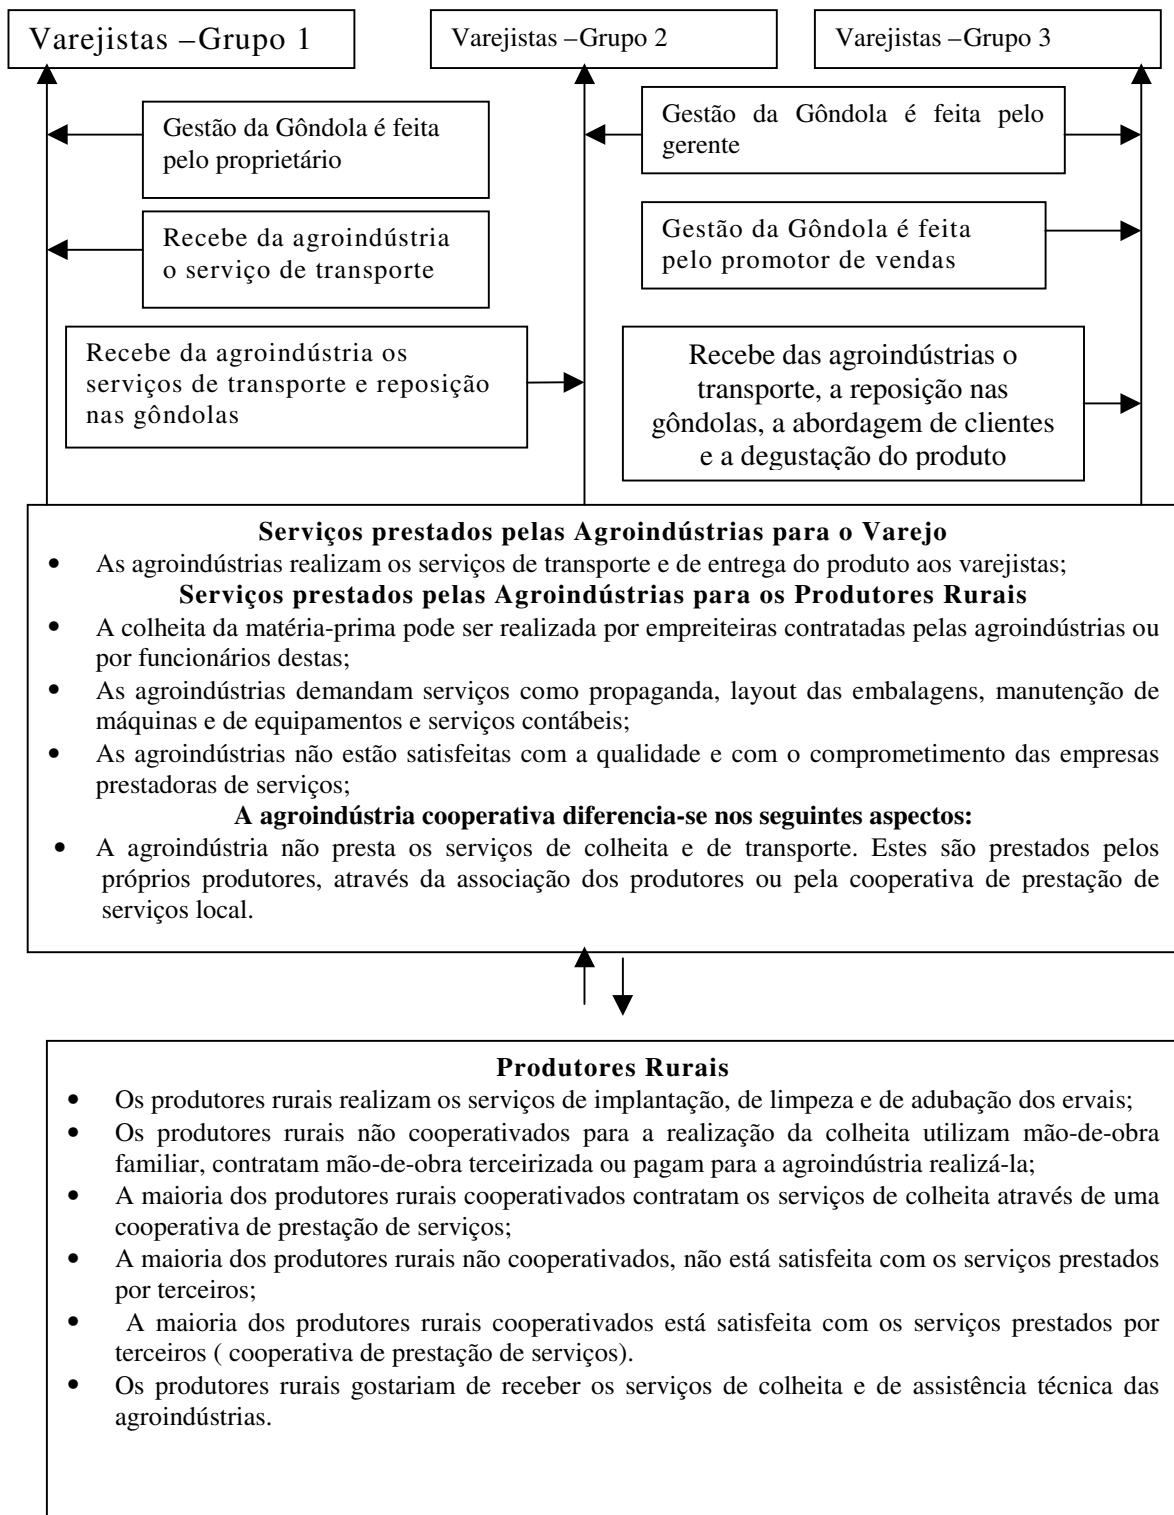 Varejistas –Grupo 1
Varejistas –Grupo 2
Varejistas –Grupo 3
Gestão da Gôndola é feita
pelo proprietário
Gestão da Gôndola é feita pelo
gerente
Recebe da agroindústria
o serviço de transporte
Gestão da Gôndola é feita
pelo promotor de vendas
Recebe da agroindústria os
serviços de transporte e reposição
nas gôndolas
Recebe das agroindústrias o
transporte, a reposição nas
gôndolas, a abordagem de clientes
e a degustação do produto
Serviços prestados pelas Agroindústrias para o Varejo
• As agroindústrias realizam os serviços de transporte e de entrega do produto aos varejistas;
Serviços prestados pelas Agroindústrias para os Produtores Rurais
• A colheita da matéria-prima pode ser realizada por empreiteiras contratadas pelas agroindústrias ou
por funcionários destas;
• As agroindústrias demandam serviços como propaganda, layout das embalagens, manutenção de
máquinas e de equipamentos e serviços contábeis;
• As agroindústrias não estão satisfeitas com a qualidade e com o comprometimento das empresas
prestadoras de serviços;
A agroindústria cooperativa diferencia-se nos seguintes aspectos:
• A agroindústria não presta os serviços de colheita e de transporte. Estes são prestados pelos
próprios produtores, através da associação dos produtores ou pela cooperativa de prestação de
serviços local.
Produtores Rurais
• Os produtores rurais realizam os serviços de implantação, de limpeza e de adubação dos ervais;
• Os produtores rurais não cooperativados para a realização da colheita utilizam mão-de-obra
familiar, contratam mão-de-obra terceirizada ou pagam para a agroindústria realizá-la;
• A maioria dos produtores rurais cooperativados contratam os serviços de colheita através de uma
cooperativa de prestação de serviços;
• A maioria dos produtores rurais não cooperativados, não está satisfeita com os serviços prestados
por terceiros;
• A maioria dos produtores rurais cooperativados está satisfeita com os serviços prestados por
terceiros ( cooperativa de prestação de serviços).
• Os produtores rurais gostariam de receber os serviços de colheita e de assistência técnica das
agroindústrias.